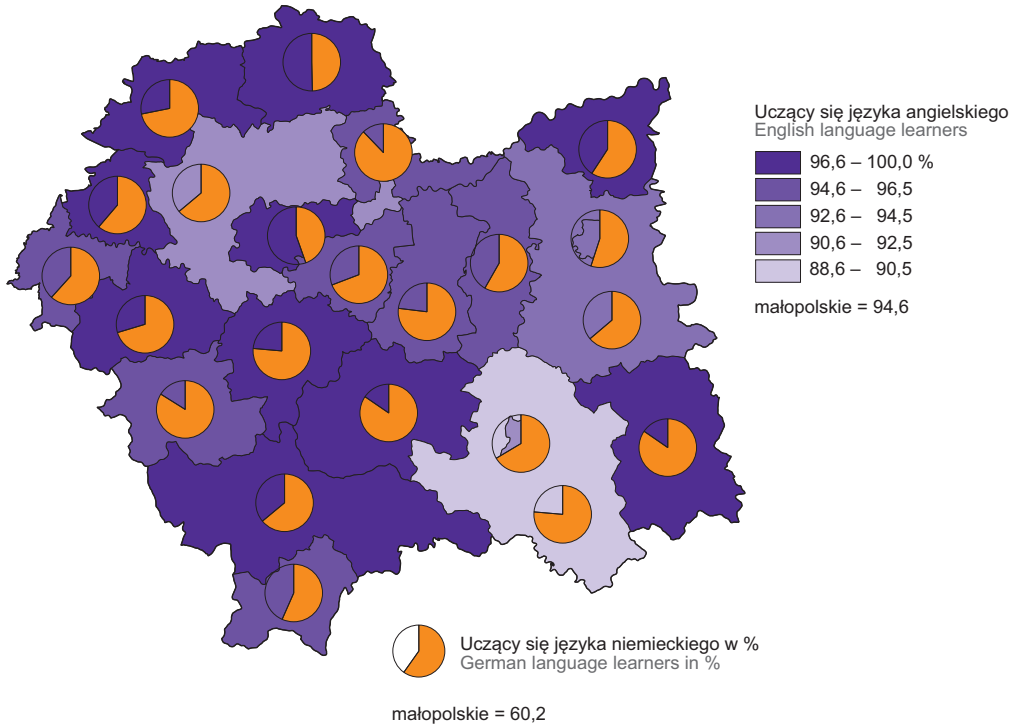 Uczący się języka angielskiego
English language learners
96,6 – 100,0 %
94,6 – 96,5
92,6 – 94,5
90,6 – 92,5
88,6 – 90,5
małopolskie = 94,6
Uczący się języka niemieckiego w %
German language learners in %
małopolskie = 60,2